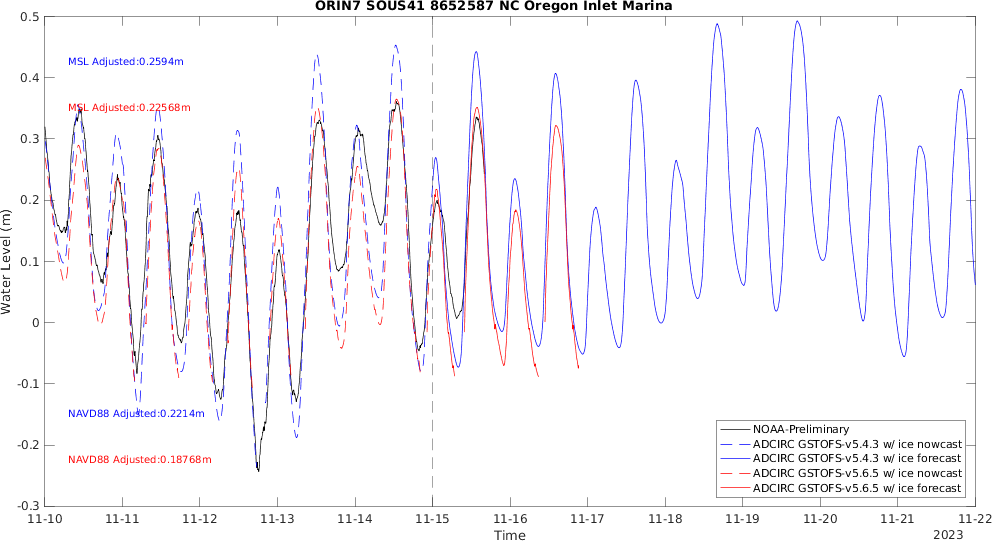 ORIN7 SOUS41 8652587 NC Oregon Inlet Marina
0.5
0.4
0.3
0.2
0.1
0
-0.1
-0.2
-0.3
Water Level (m)
MSL Adjusted:0.2594m
MSL Adjusted:0.22568m
NAVD88 Adjusted:0.2214m
NAVD88 Adjusted:0.18768m
NOAA-Preliminary
ADCIRC GSTOFS-v5.4.3 w/ ice nowcast
ADCIRC GSTOFS-v5.4.3 w/ ice forecast
ADCIRC GSTOFS-v5.6.5 w/ ice nowcast
ADCIRC GSTOFS-v5.6.5 w/ ice forecast
11-10 11-11 11-12 11-13 11-14 11-15 11-16 11-17 11-18 11-19 11-20 11-21 11-22
Time
2023